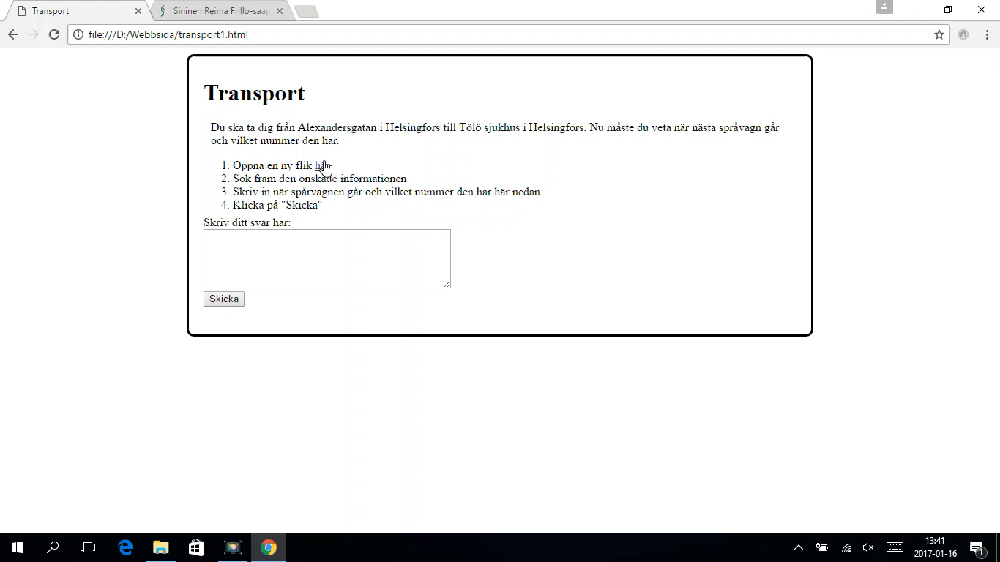 Transport
Sininen Reima Frillo-saap
file:///D:/Webbsida/transport1.html
Transport
Du ska ta dig från Alexandersgatan i Helsingfors till Tölö sjukhus i Helsingfors. Nu måste du veta när nästa språvagn går
och vilket nummer den har.
1. Öppna en ny flik
2. Sök fram den önskade informationen
3. Skriv in när spårvagnen går och vilket nummer den har här nedan
4. Klicka på "Skicka"
Skriv ditt svar här:
Skicka
13:41
2017-01-16
1